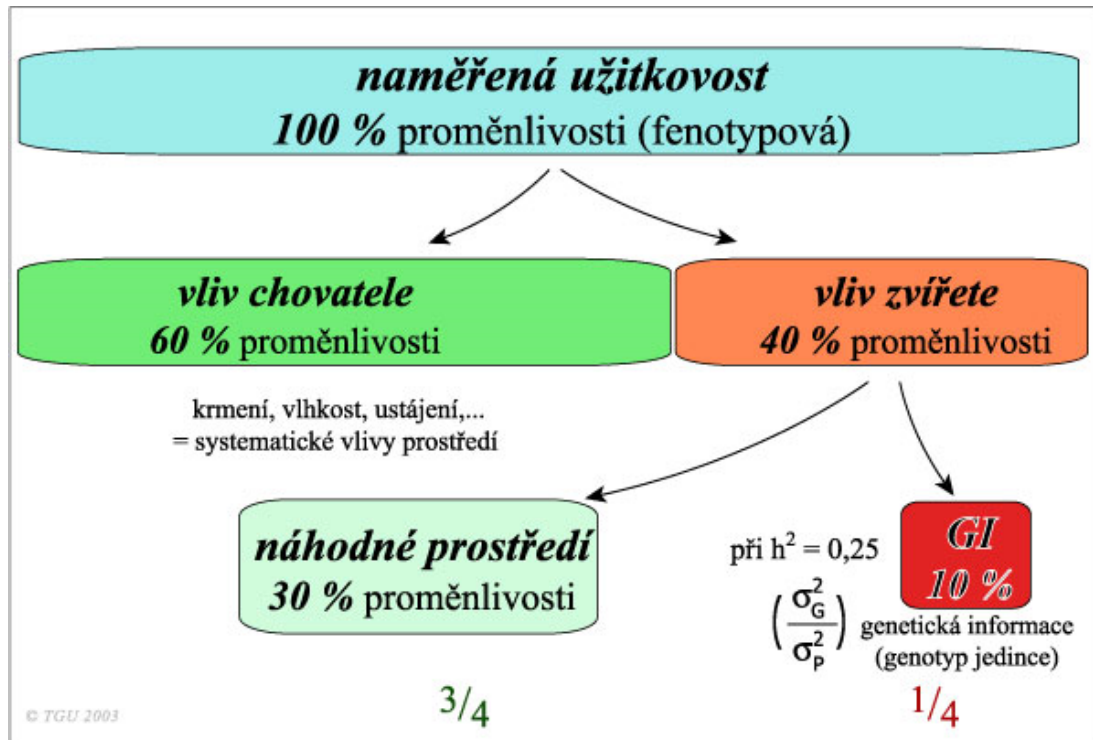 naměřená užitkovost
100 % proměnlivosti (fenotypová)
vliv chovatele
60 % proměnlivosti
vliv zvířete
40 % proměnlivosti
krmení, vlhkost, ustájení,...
= systematické vlivy prostředí
náhodné prostředí
30 % proměnlivosti
při h² = 0,25
(σ²G / σ²P)
GI
10 %
genetická informace
(genotyp jedince)
3/4
1/4
© TGU 2003